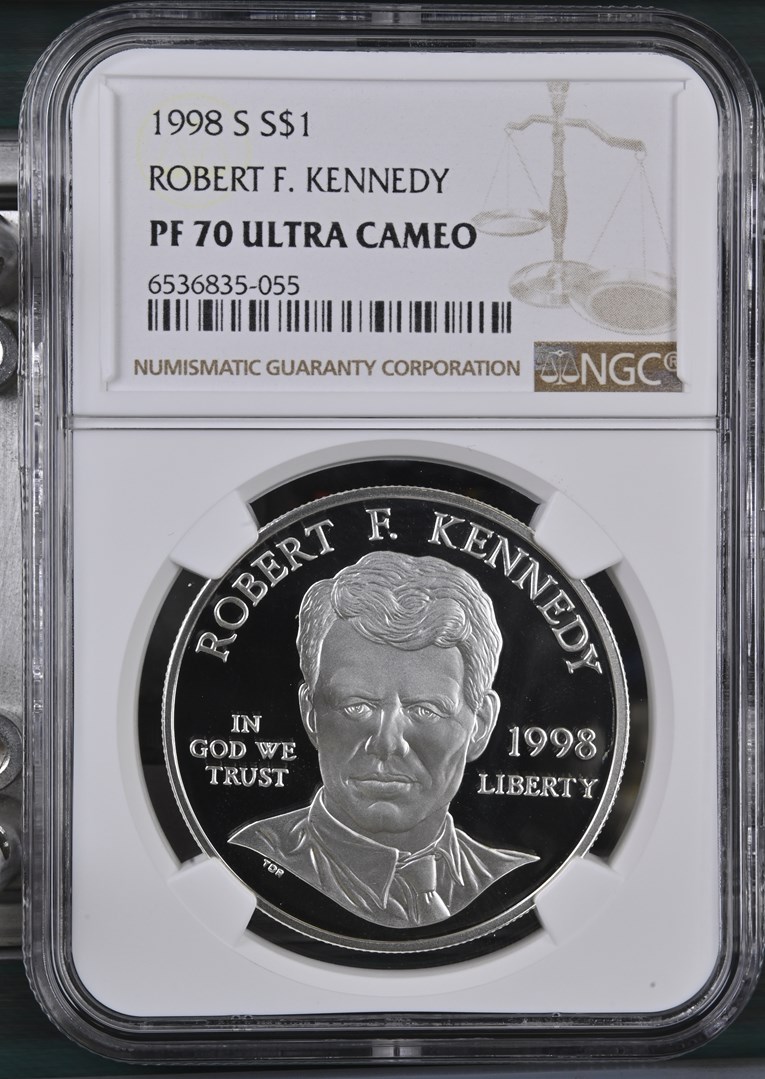 1998 S S$1
ROBERT F. KENNEDY
PF 70 ULTRA CAMEO
6536835-055
NUMISMATIC GUARANTY CORPORATION
NGC®
ROBERT F. KENNEDY
IN
GOD WE
TRUST
1998
LIBERTY
TDR